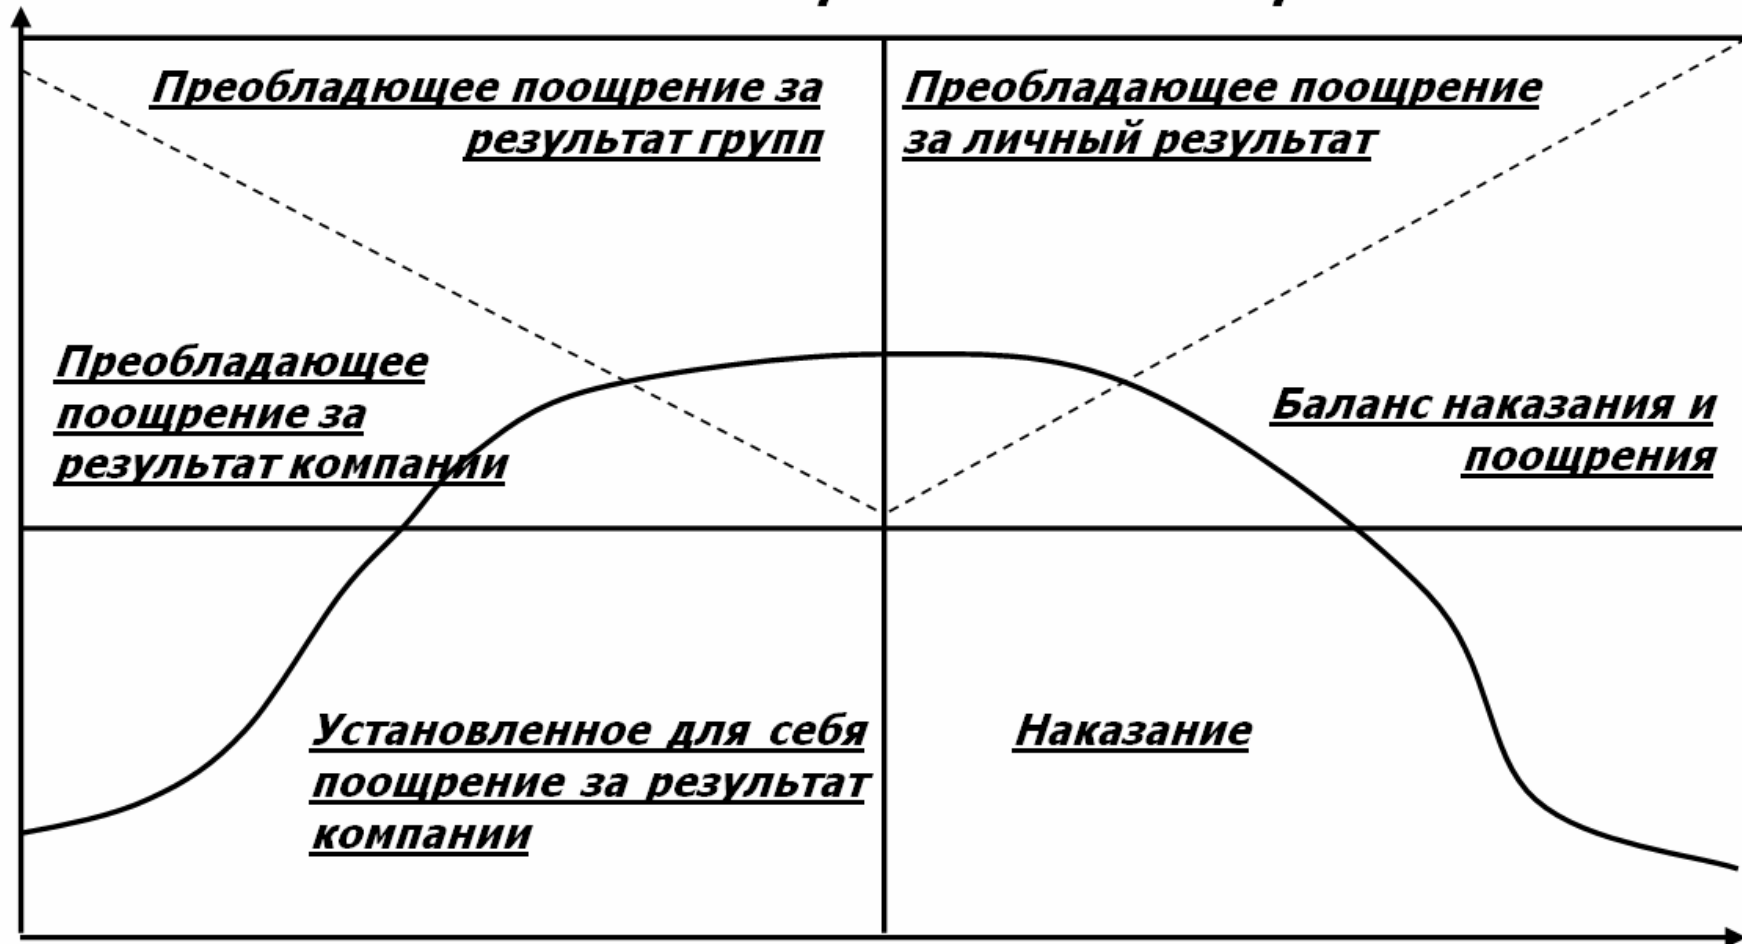 Преобладющее поощрение за
результат групп
Преобладающее поощрение
за личный результат
Преобладающее
поощрение за
результат компании
Баланс наказания и
поощрения
Установленное для себя
поощрение за результат
компании
Наказание